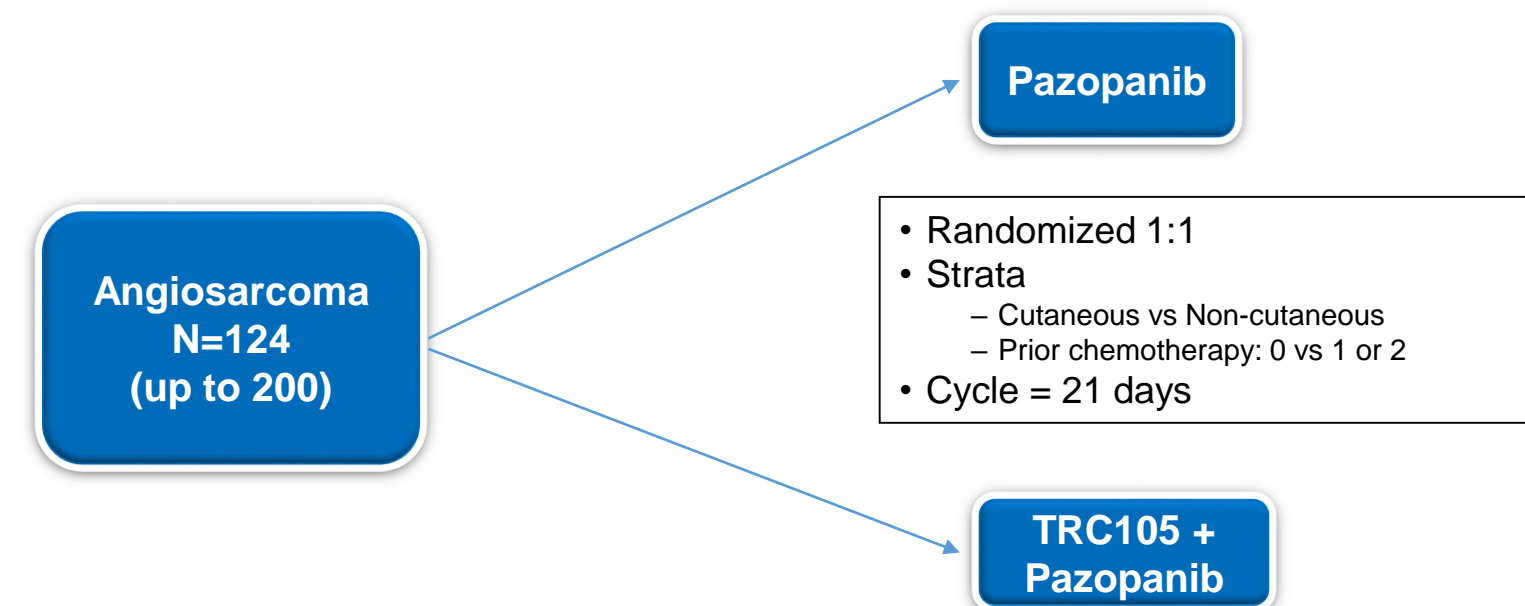 Pazopanib
Angiosarcoma
N=124
(up to 200)
• Randomized 1:1
• Strata
– Cutaneous vs Non-cutaneous
– Prior chemotherapy: 0 vs 1 or 2
• Cycle = 21 days
TRC105 +
Pazopanib